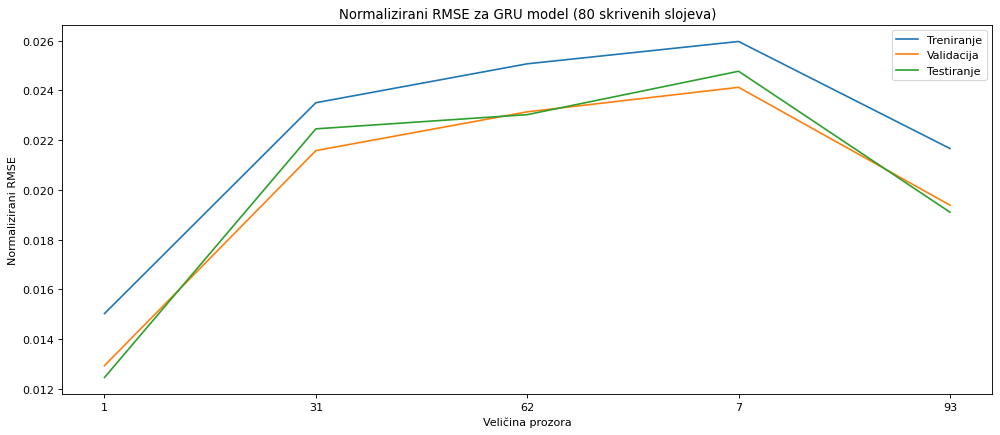 Normalizirani RMSE za GRU model (80 skrivenih slojeva)
Treniranje
Validacija
Testiranje
Normalizirani RMSE
0.026
0.024
0.022
0.020
0.018
0.016
0.014
0.012
1
31
62
7
93
Veličina prozora